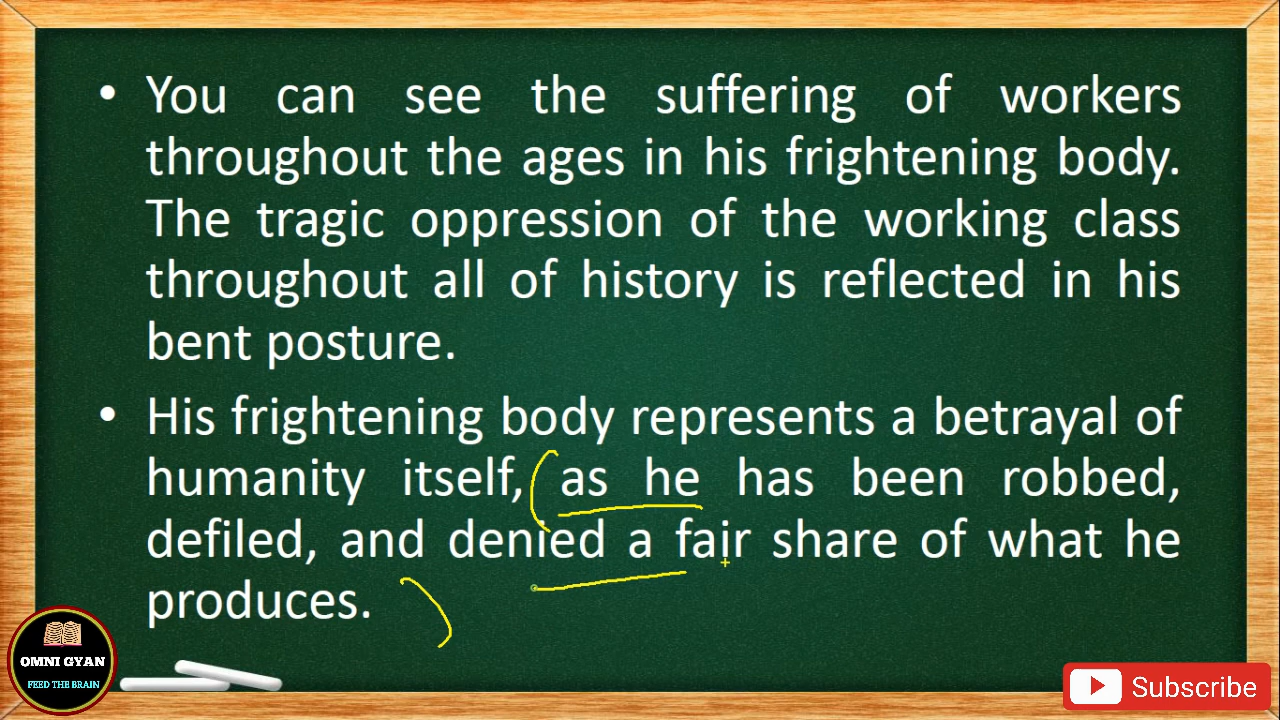 • You can see the suffering of workers
throughout the ages in his frightening body.
The tragic oppression of the working class
throughout all of history is reflected in his
bent posture.
• His frightening body represents a betrayal of
humanity itself, as he has been robbed,
defiled, and denied a fair share of what he
produces.
OMNI GYAN
FEED THE BRAIN
Subscribe